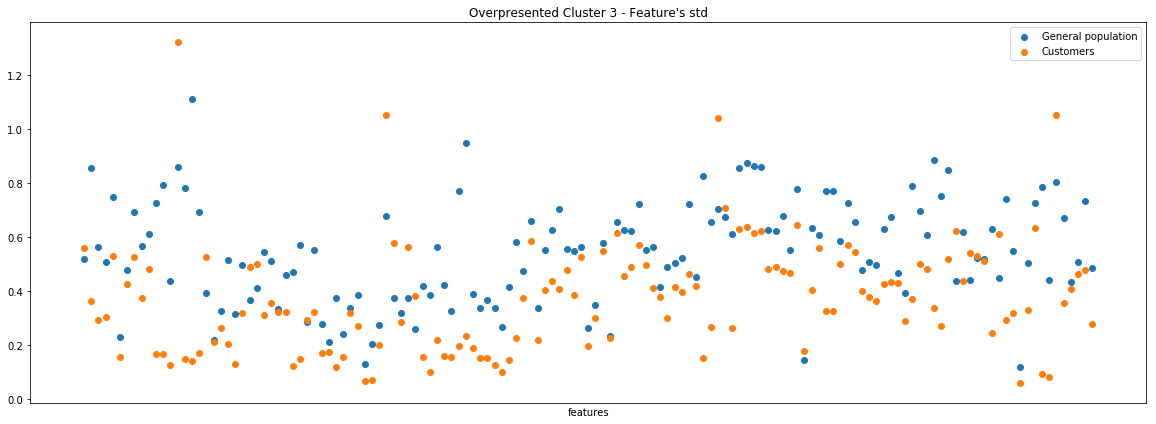 Overpresented Cluster 3 - Feature's std
General population
Customers
1.2
1.0
0.8
0.6
0.4
0.2
0.0
features